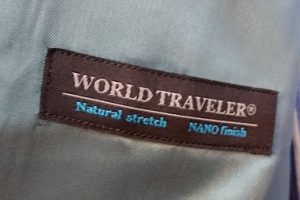 WORLD TRAVELER®
Natural stretch NANO finish